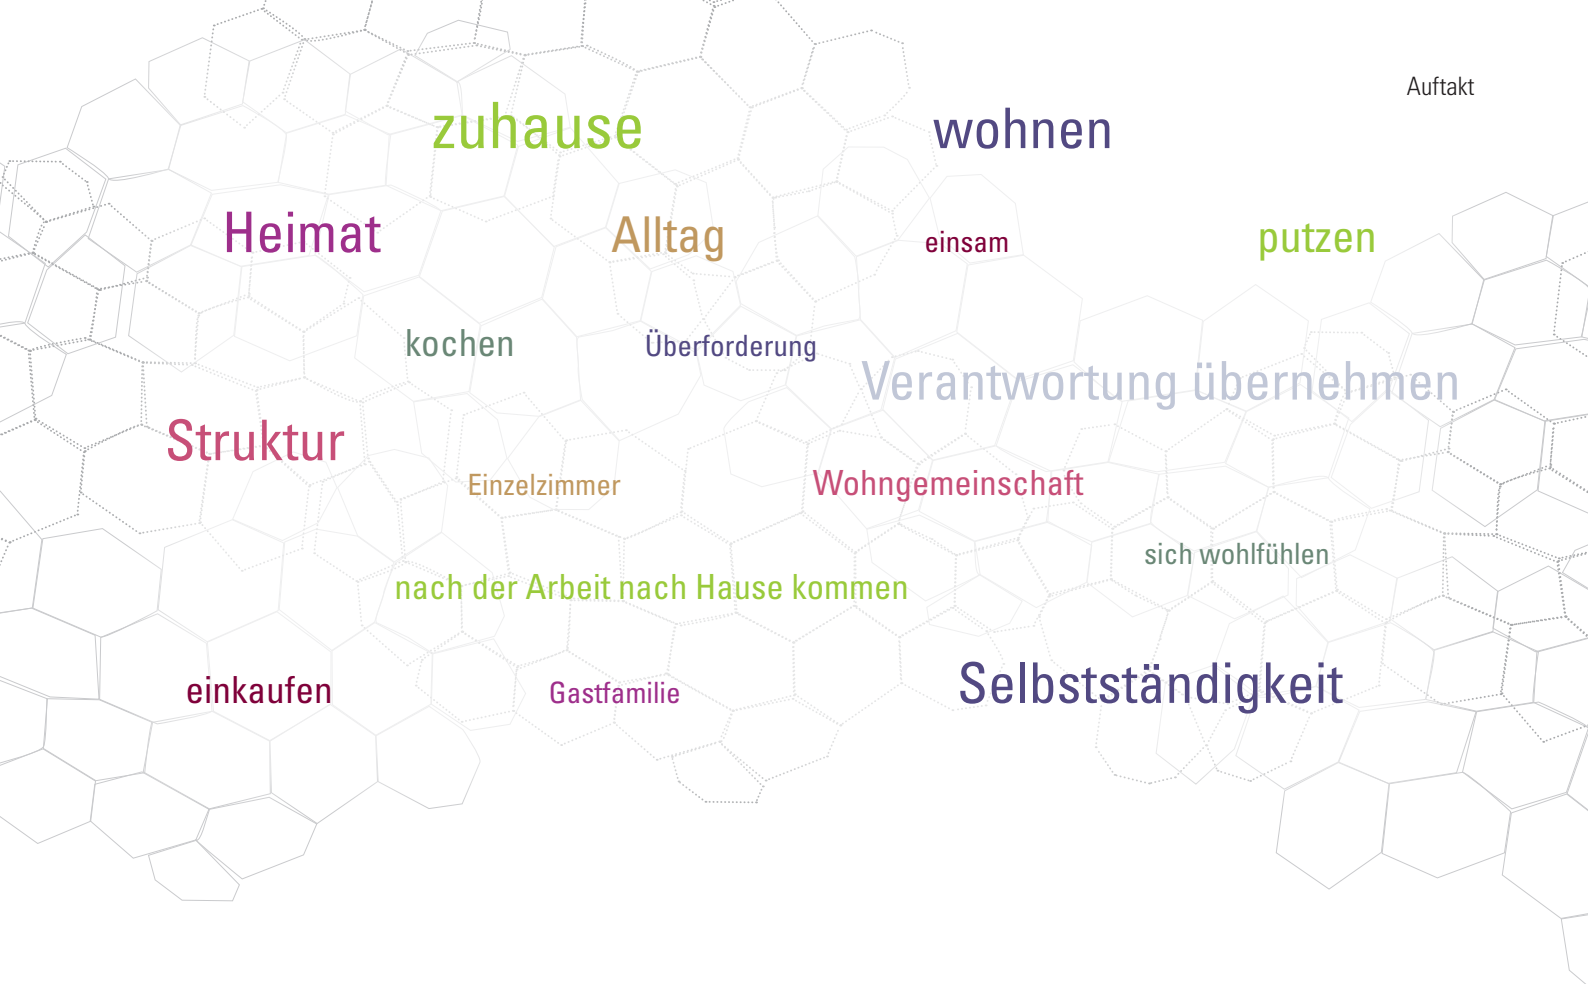 Auftakt
zuhause
wohnen
Heimat
Alltag
einsam
putzen
kochen
Überforderung
Verantwortung übernehmen
Struktur
Einzelzimmer
Wohngemeinschaft
sich wohlfühlen
nach der Arbeit nach Hause kommen
einkaufen
Gastfamilie
Selbstständigkeit